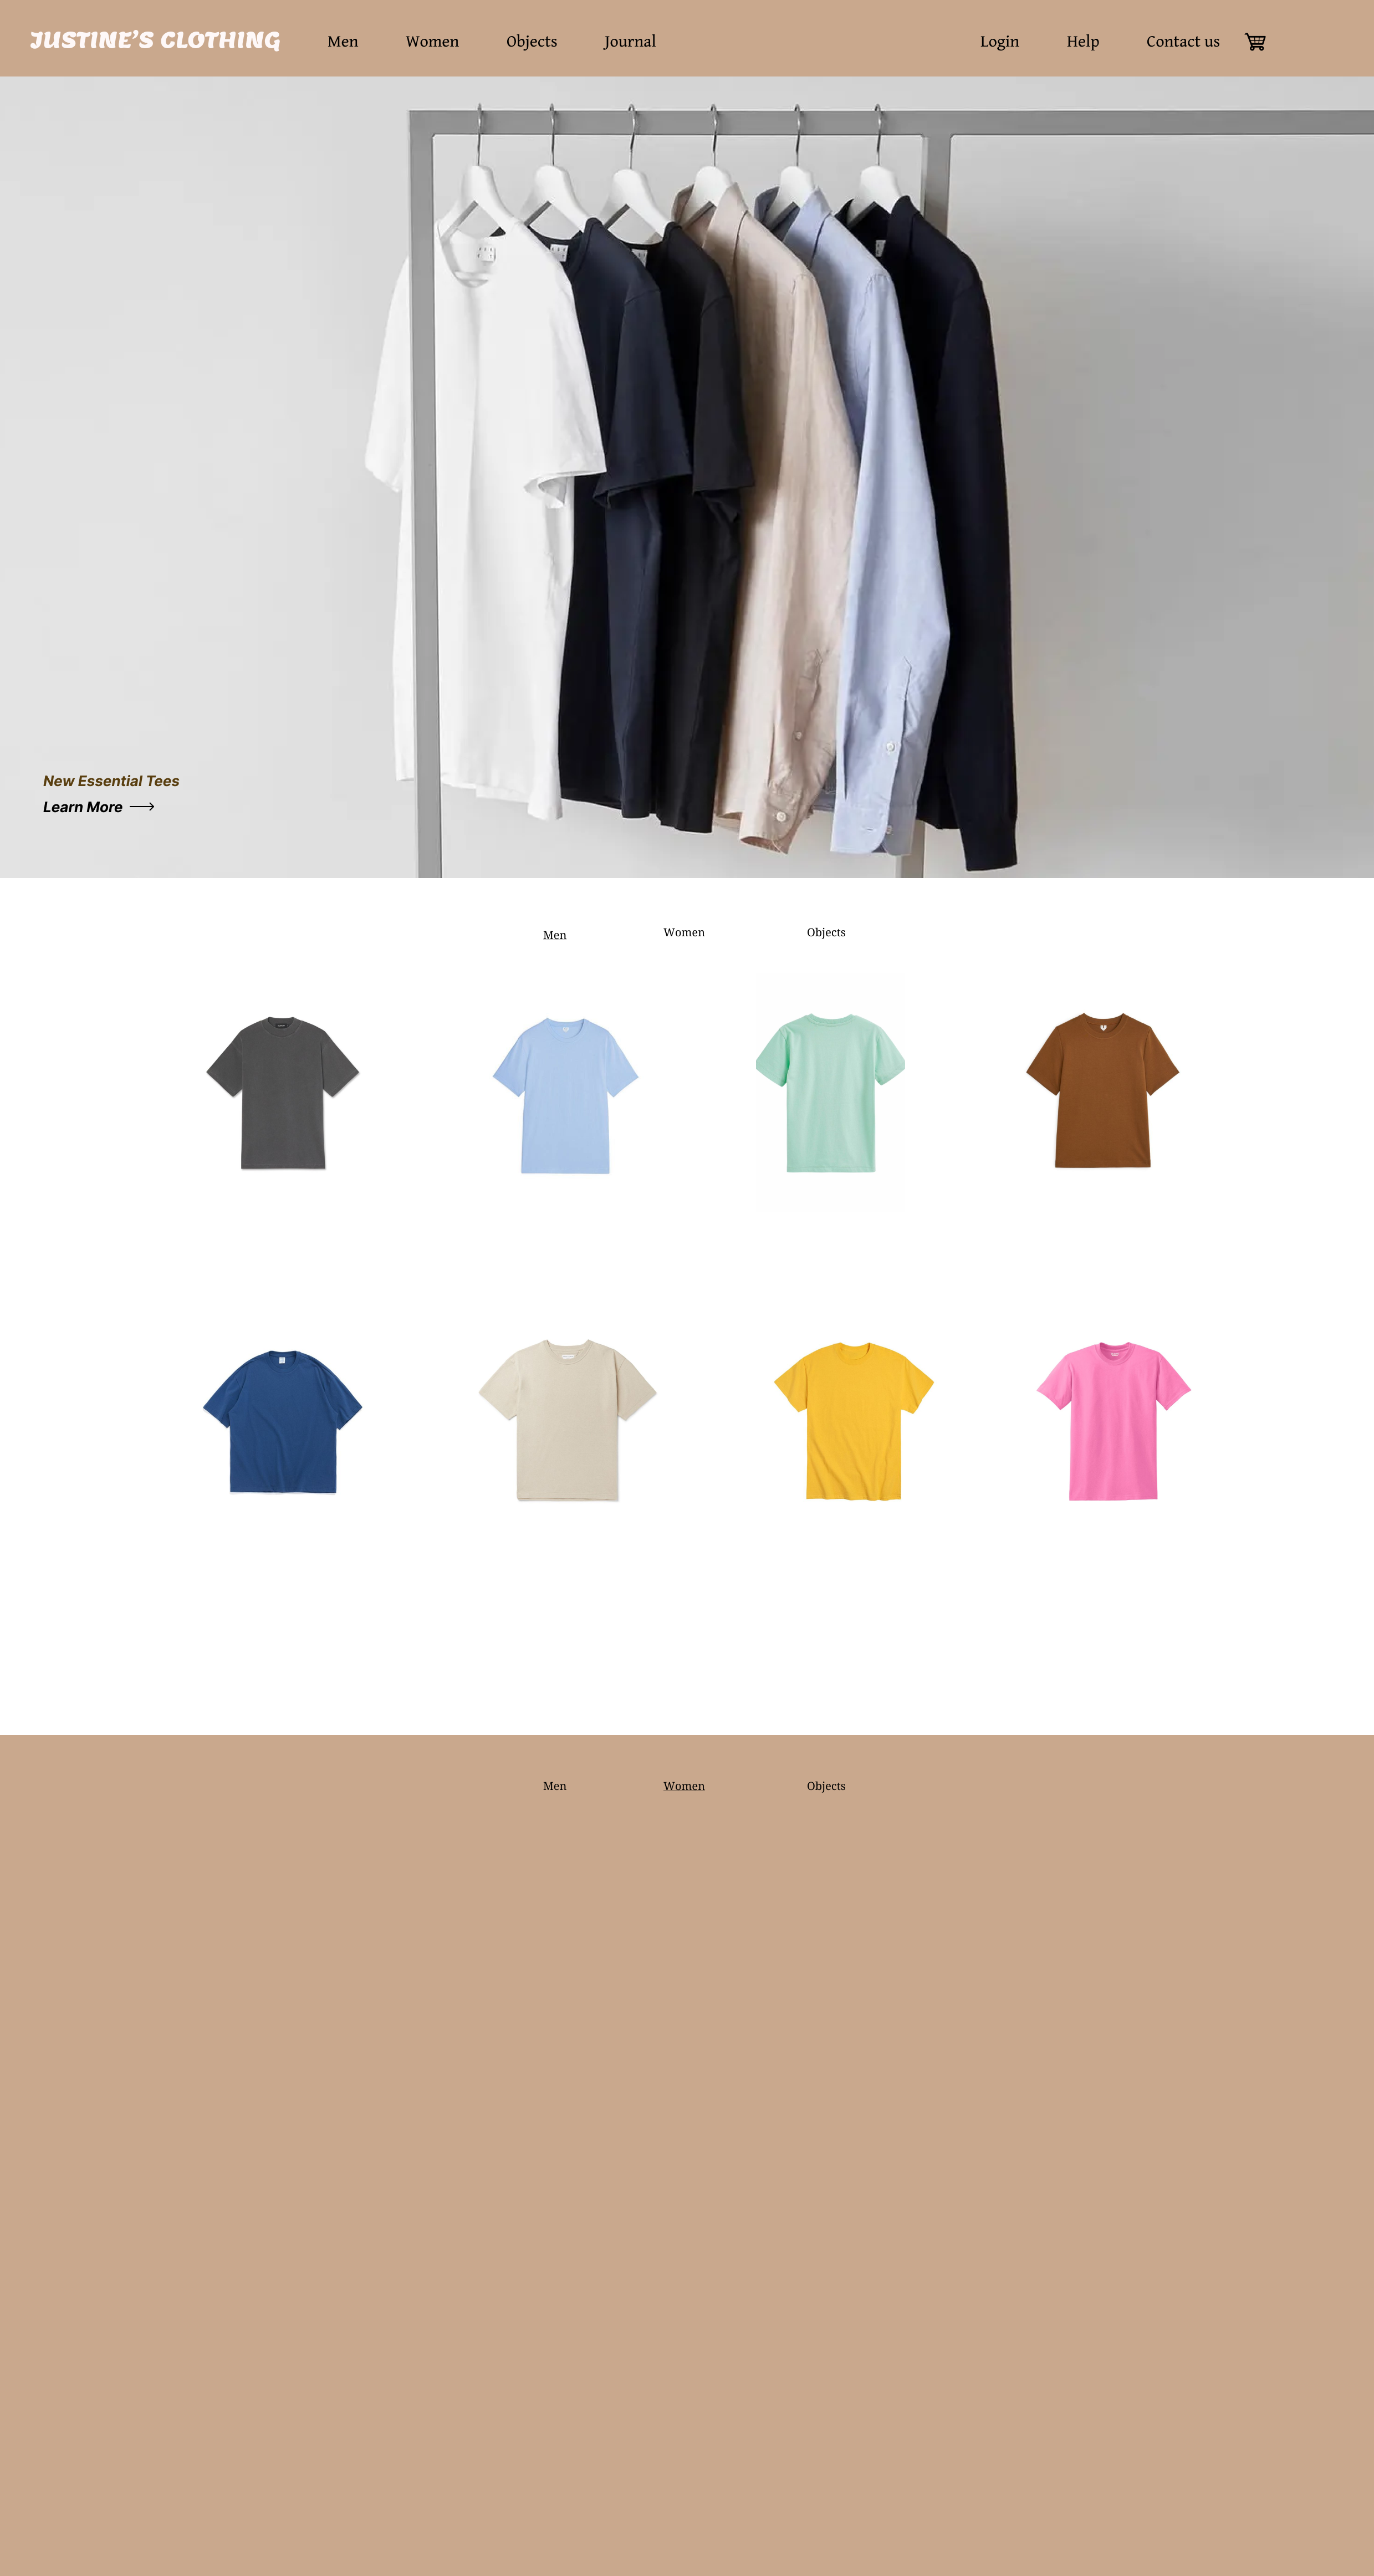 JUSTINE'S CLOTHING Men Women Objects Journal Login Help Contact us
New Essential Tees
Learn More
Men Women Objects
Men Women Objects